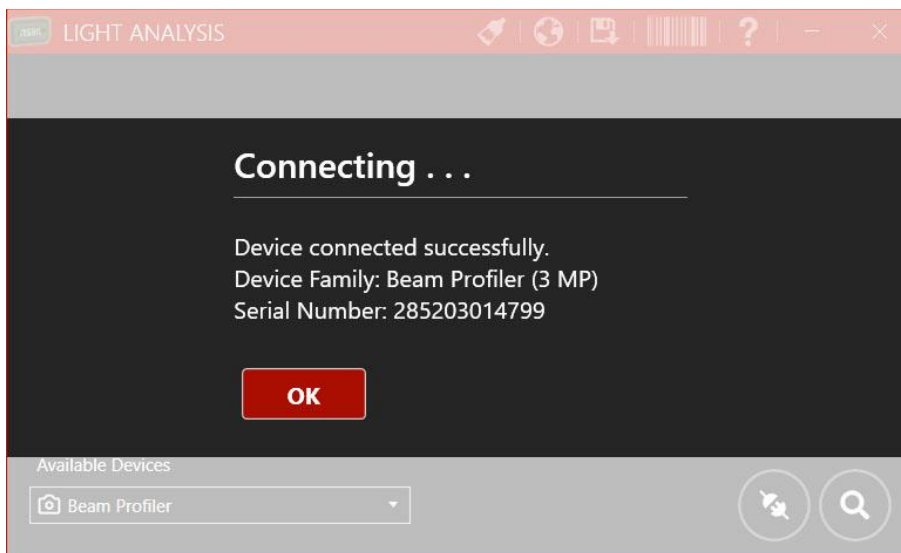 LIGHT ANALYSIS
?
Connecting . . .
Device connected successfully.
Device Family: Beam Profiler (3 MP)
Serial Number: 285203014799
OK
Available Devices
Beam Profiler